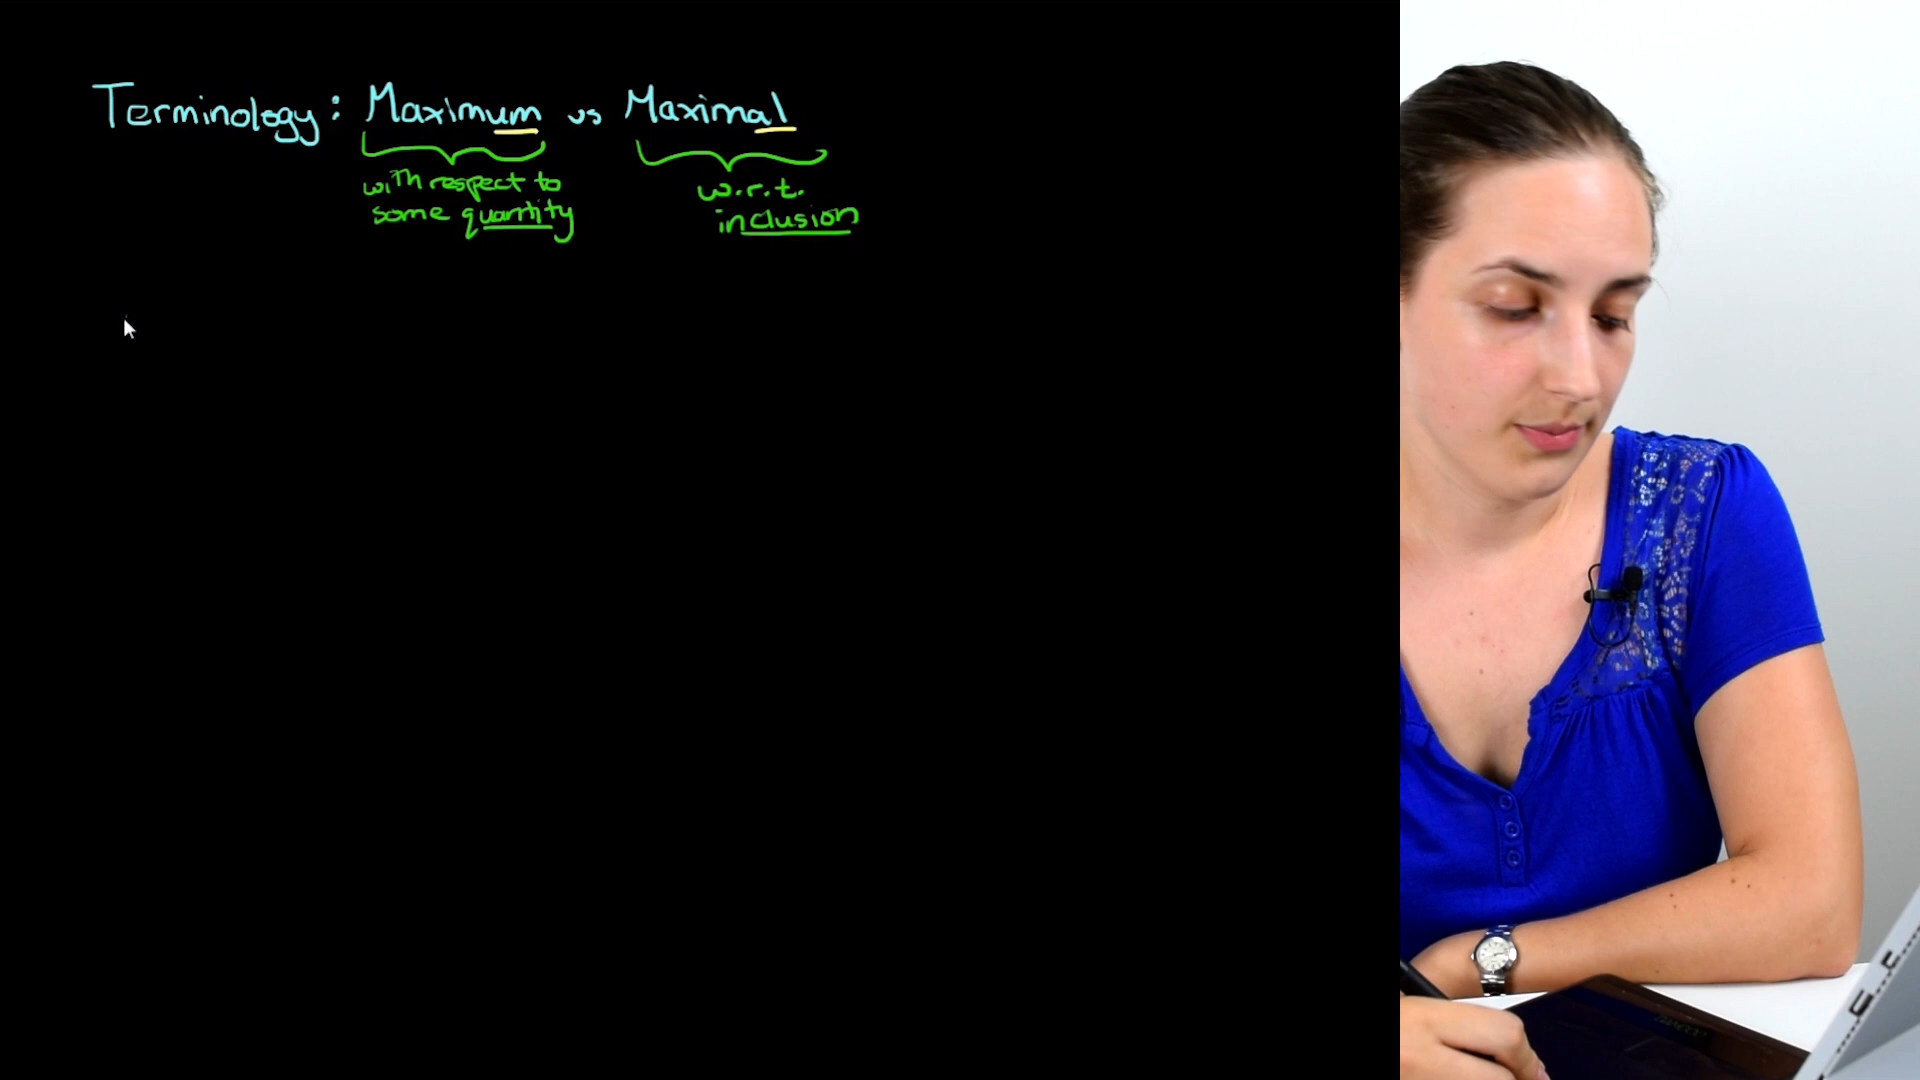 Terminology: Maximum vs Maximal
with respect to
some quantity
w.r.t.
inclusion